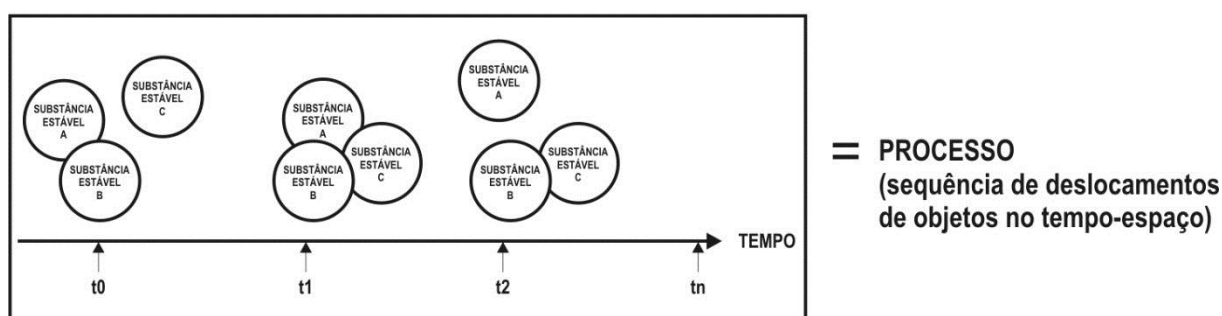 SUBSTÂNCIA
ESTÁVEL
A
SUBSTÂNCIA
ESTÁVEL
B
SUBSTÂNCIA
ESTÁVEL
C
SUBSTÂNCIA
ESTÁVEL
A
SUBSTÂNCIA
ESTÁVEL
B
SUBSTÂNCIA
ESTÁVEL
C
SUBSTÂNCIA
ESTÁVEL
A
SUBSTÂNCIA
ESTÁVEL
B
SUBSTÂNCIA
ESTÁVEL
C
TEMPO
t0
t1
t2
tn
= PROCESSO
(sequência de deslocamentos
de objetos no tempo-espaço)